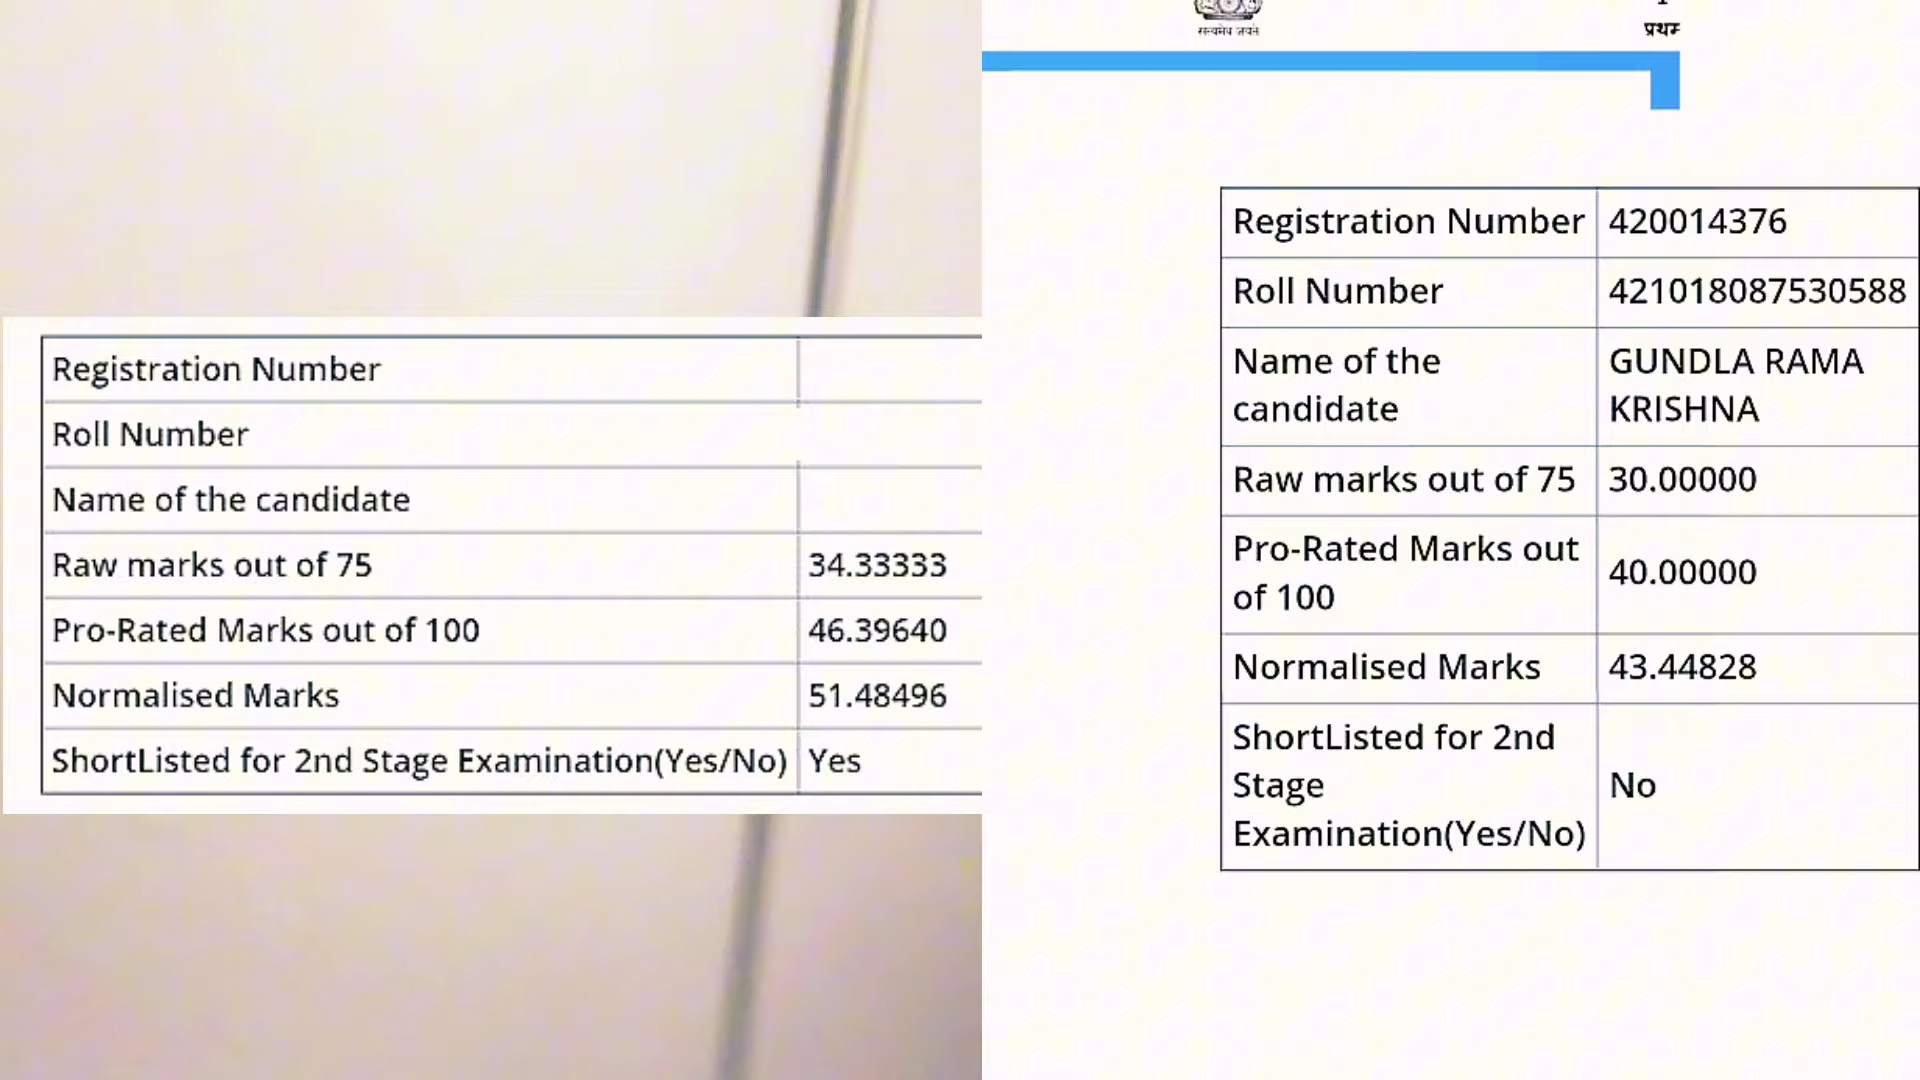 Registration Number
Roll Number
Name of the candidate
Raw marks out of 75 34.33333
Pro-Rated Marks out of 100 46.39640
Normalised Marks 51.48496
ShortListed for 2nd Stage Examination(Yes/No) Yes
सत्यमेव जयते
प्रथम
Registration Number 420014376
Roll Number 421018087530588
Name of the candidate GUNDLA RAMA
KRISHNA
Raw marks out of 75 30.00000
Pro-Rated Marks out
of 100 40.00000
Normalised Marks 43.44828
ShortListed for 2nd
Stage No
Examination(Yes/No)